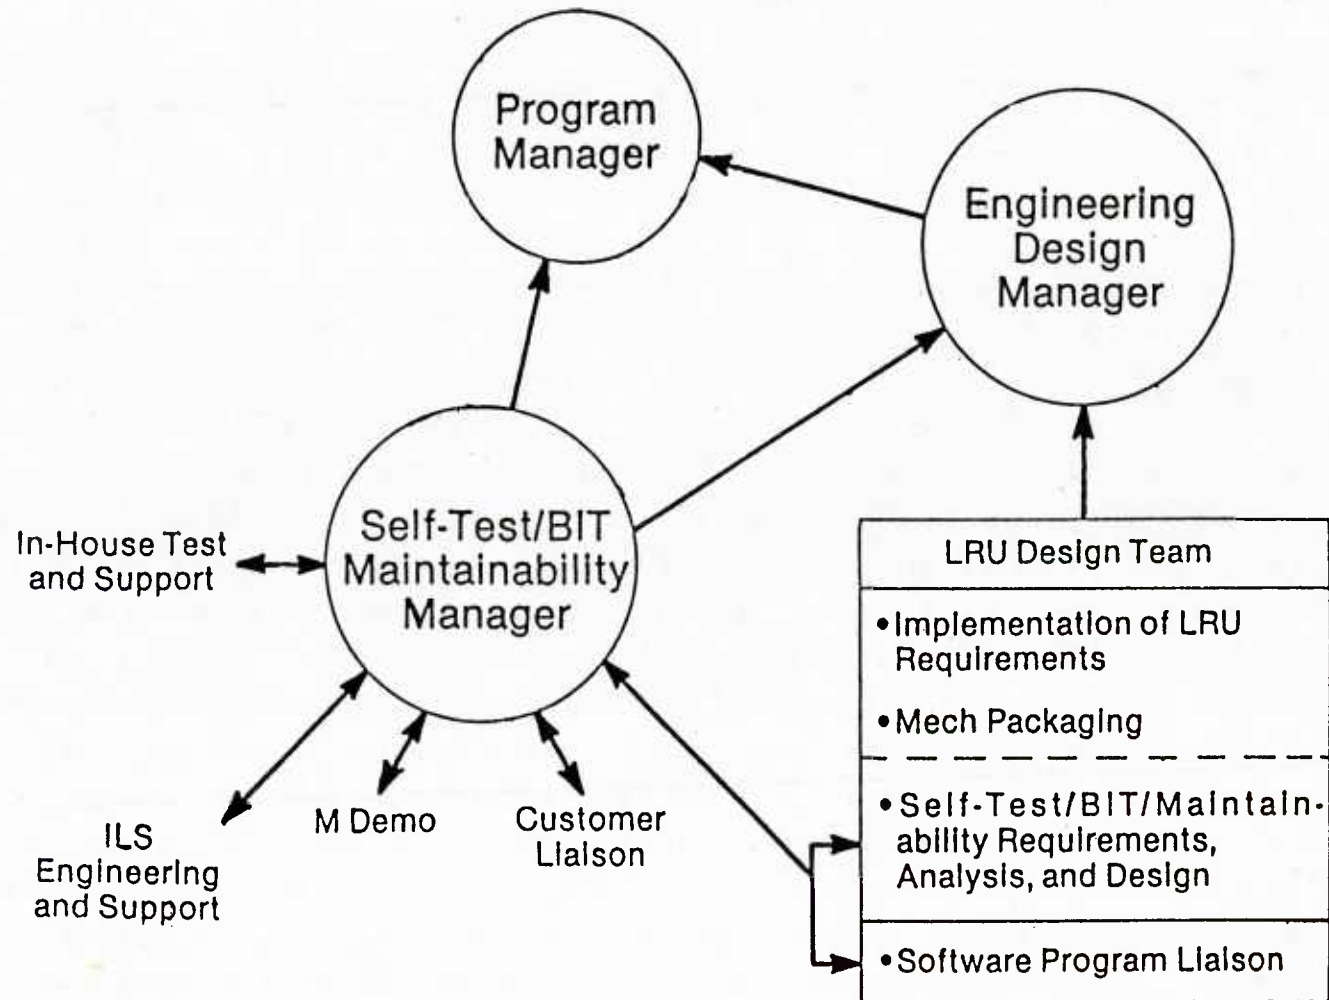 Program
Manager
Engineering
Design
Manager
Self-Test/BIT
Maintainability
Manager
In-House Test
and Support
ILS
Engineering
and Support
M Demo
Customer
Liaison
LRU Design Team
•Implementation of LRU
Requirements
•Mech Packaging
•Self-Test/BIT/Maintain-
ability Requirements,
Analysis, and Design
•Software Program Liaison